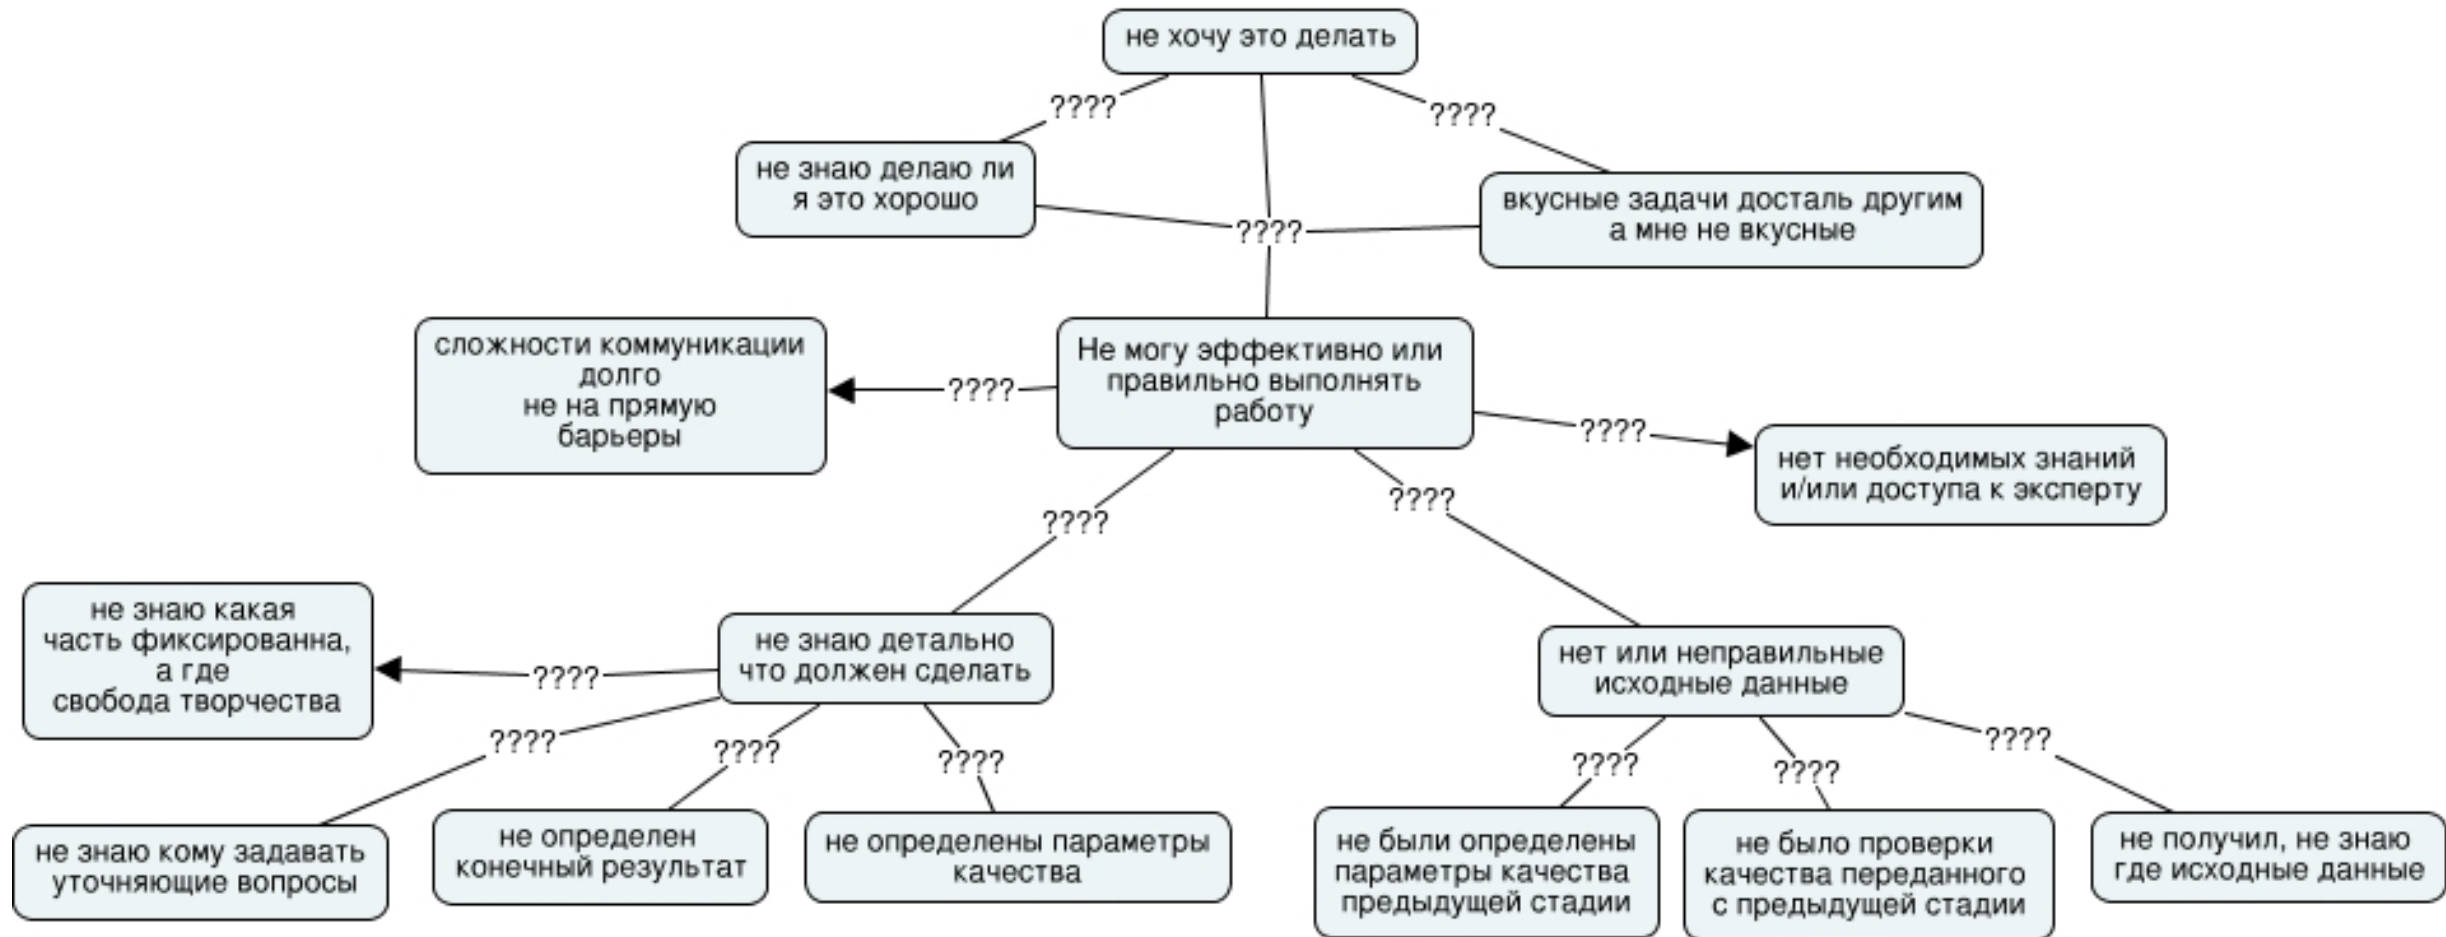 не хочу это делать
????
????
не знаю делаю ли
я это хорошо
вкусные задачи досталь другим
а мне не вкусные
????
сложности коммуникации
долго
не на прямую
барьеры
????
Не могу эффективно или
правильно выполнять
работу
????
нет необходимых знаний
и/или доступа к эксперту
????
????
не знаю какая
часть фиксированна,
а где
свобода творчества
????
не знаю детально
что должен сделать
нет или неправильные
исходные данные
????
????
????
????
????
????
не знаю кому задавать
уточняющие вопросы
не определен
конечный результат
не определены параметры
качества
не были определены
параметры качества
предыдущей стадии
не было проверки
качества переданного
с предыдущей стадии
не получил, не знаю
где исходные данные